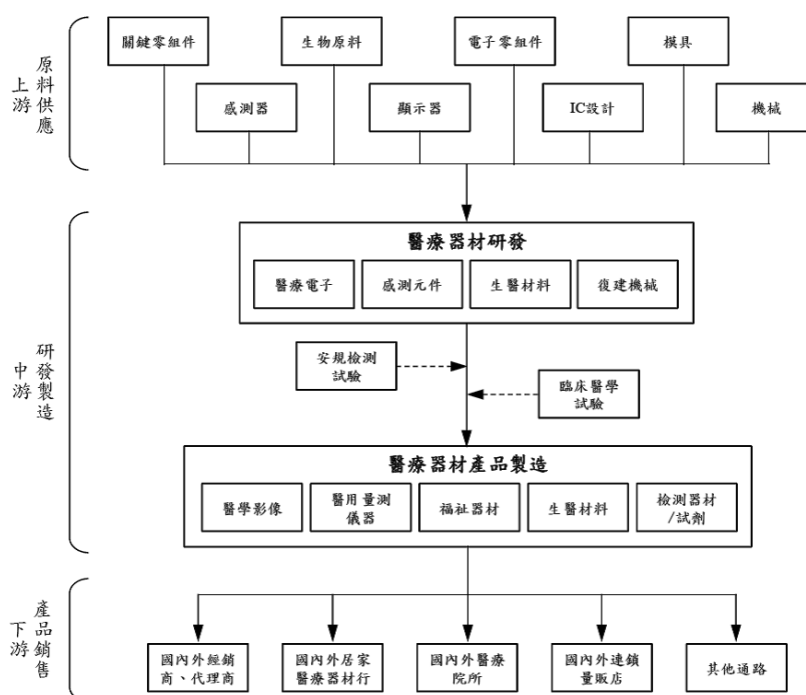 上游
原料供應
關鍵零組件
生物原料
電子零組件
模具
感測器
顯示器
IC設計
機械
中游
研發製造
醫療器材研發
醫療電子
感測元件
生醫材料
復建機械
安規檢測
試驗
臨床醫學
試驗
醫療器材產品製造
醫學影像
醫用量測
儀器
福祉器材
生醫材料
檢測器材
/試劑
下游
產品銷售
國內外經銷
商、代理商
國內外居家
醫療器材行
國內外醫療
院所
國內外連鎖
量販店
其他通路